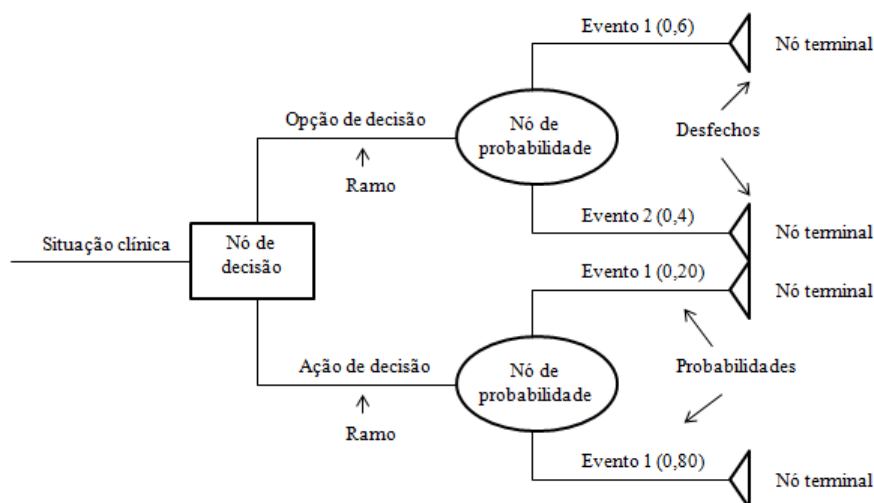 Evento 1 (0,6)
Nó terminal
Opção de decisão
Nó de
probabilidade
Desfechos
Ramo
Evento 2 (0,4)
Nó terminal
Situação clínica
Nó de
decisão
Evento 1 (0,20)
Nó terminal
Ação de decisão
Nó de
probabilidade
Probabilidades
Ramo
Evento 1 (0,80)
Nó terminal